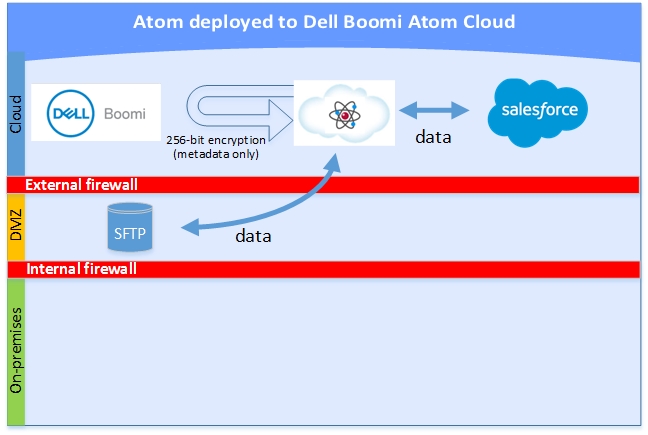 Atom deployed to Dell Boomi Atom Cloud
Cloud
DELL Boomi
256-bit encryption
(metadata only)
data
salesforce
External firewall
DMZ
SFTP
data
Internal firewall
On-premises